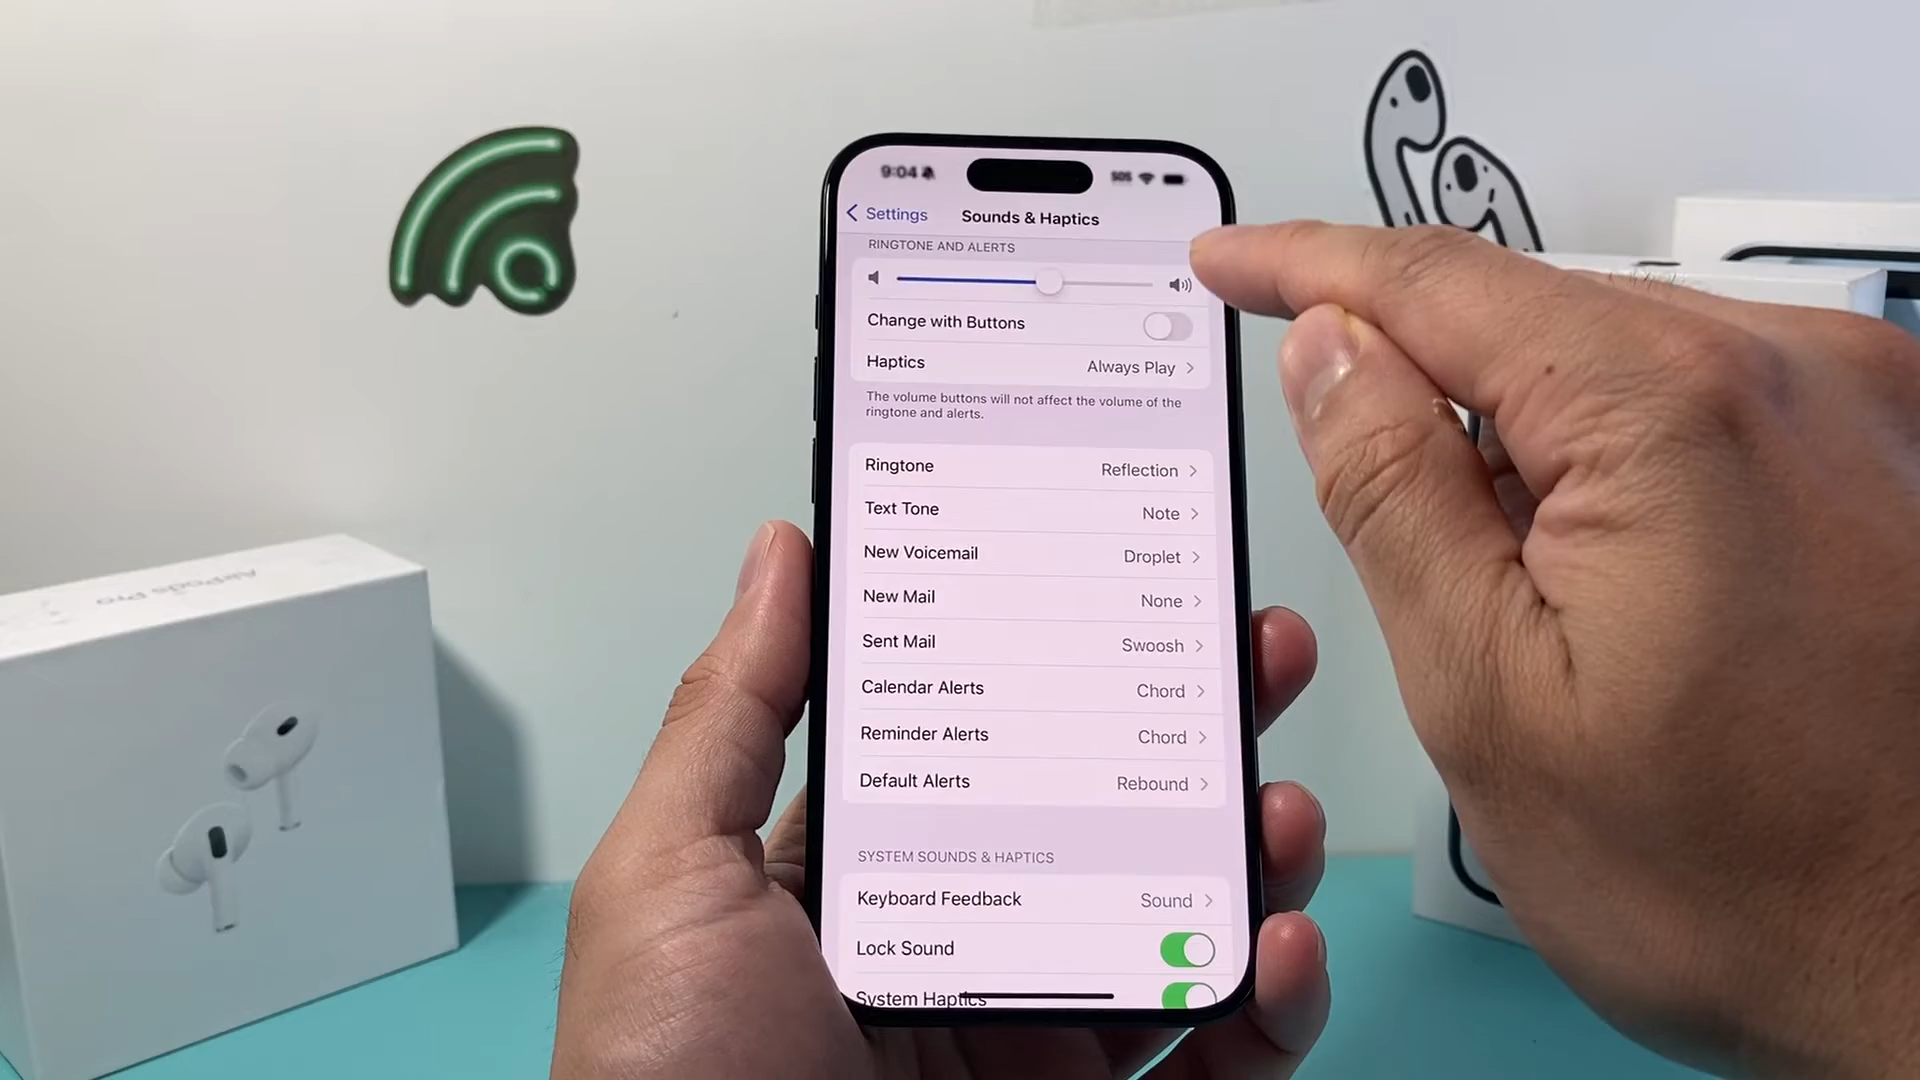 9:04
SOS
Settings
Sounds & Haptics
RINGTONE AND ALERTS
Change with Buttons
Haptics Always Play
The volume buttons will not affect the volume of the
ringtone and alerts.
Ringtone Reflection
Text Tone Note
New Voicemail Droplet
New Mail None
Sent Mail Swoosh
Calendar Alerts Chord
Reminder Alerts Chord
Default Alerts Rebound
SYSTEM SOUNDS & HAPTICS
Keyboard Feedback Sound
Lock Sound
System Haptics
AirPods Pro